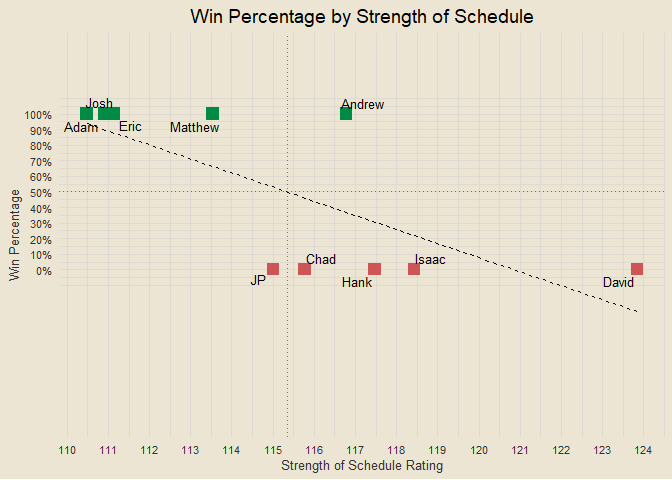 Win Percentage by Strength of Schedule
Josh
Andrew
100%
Adam
Eric
Matthew
90%
80%
70%
60%
50%
40%
30%
20%
10%
0%
Chad
Isaac
JP
Hank
David
Win Percentage
110 111 112 113 114 115 116 117 118 119 120 121 122 123 124
Strength of Schedule Rating